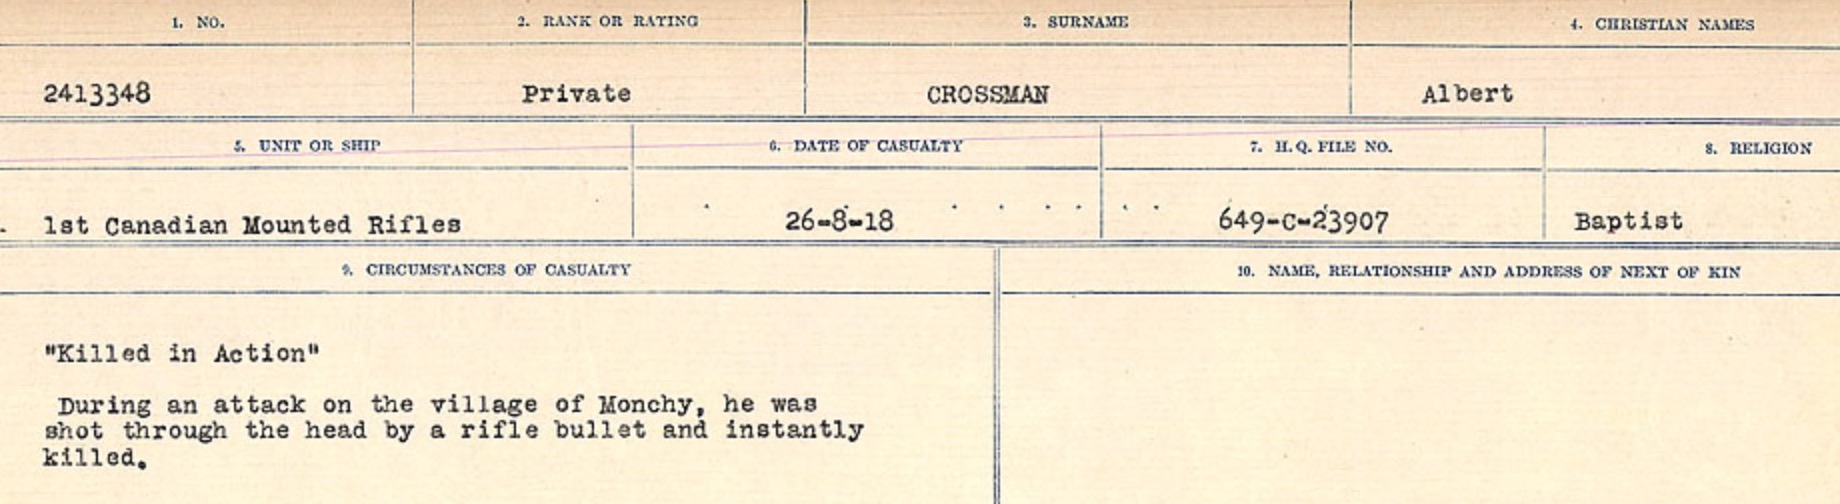 1. NO. 2. RANK OR RATING 3. SURNAME 4. CHRISTIAN NAMES
2413348 Private CROSSMAN Albert
5. UNIT OR SHIP 6. DATE OF CASUALTY 7. H. Q. FILE NO. 8. RELIGION
1st Canadian Mounted Rifles 26-8-18 649-C-23907 Baptist
9. CIRCUMSTANCES OF CASUALTY 10. NAME, RELATIONSHIP AND ADDRESS OF NEXT OF KIN
"Killed in Action"
During an attack on the village of Monchy, he was
shot through the head by a rifle bullet and instantly
killed.